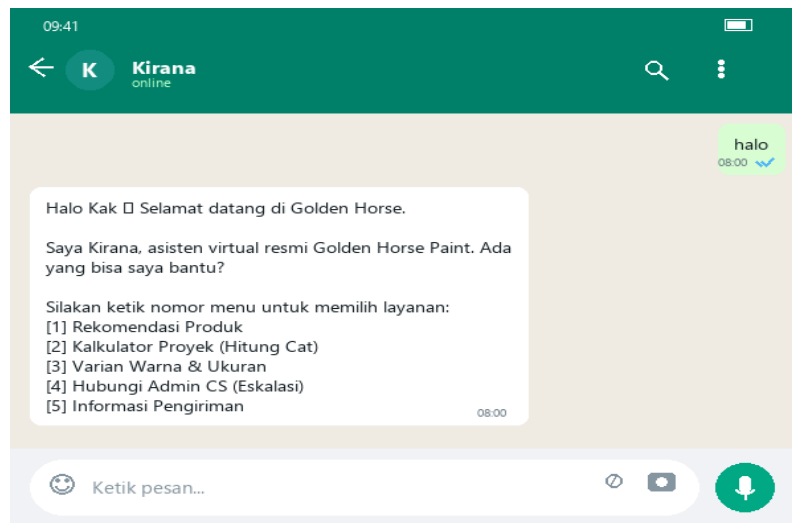 09:41
K
Kirana
online
halo
08:00
Halo Kak Selamat datang di Golden Horse.
Saya Kirana, asisten virtual resmi Golden Horse Paint. Ada
yang bisa saya bantu?
Silakan ketik nomor menu untuk memilih layanan:
[1] Rekomendasi Produk
[2] Kalkulator Proyek (Hitung Cat)
[3] Varian Warna & Ukuran
[4] Hubungi Admin CS (Eskalasi)
[5] Informasi Pengiriman
08:00
Ketik pesan...